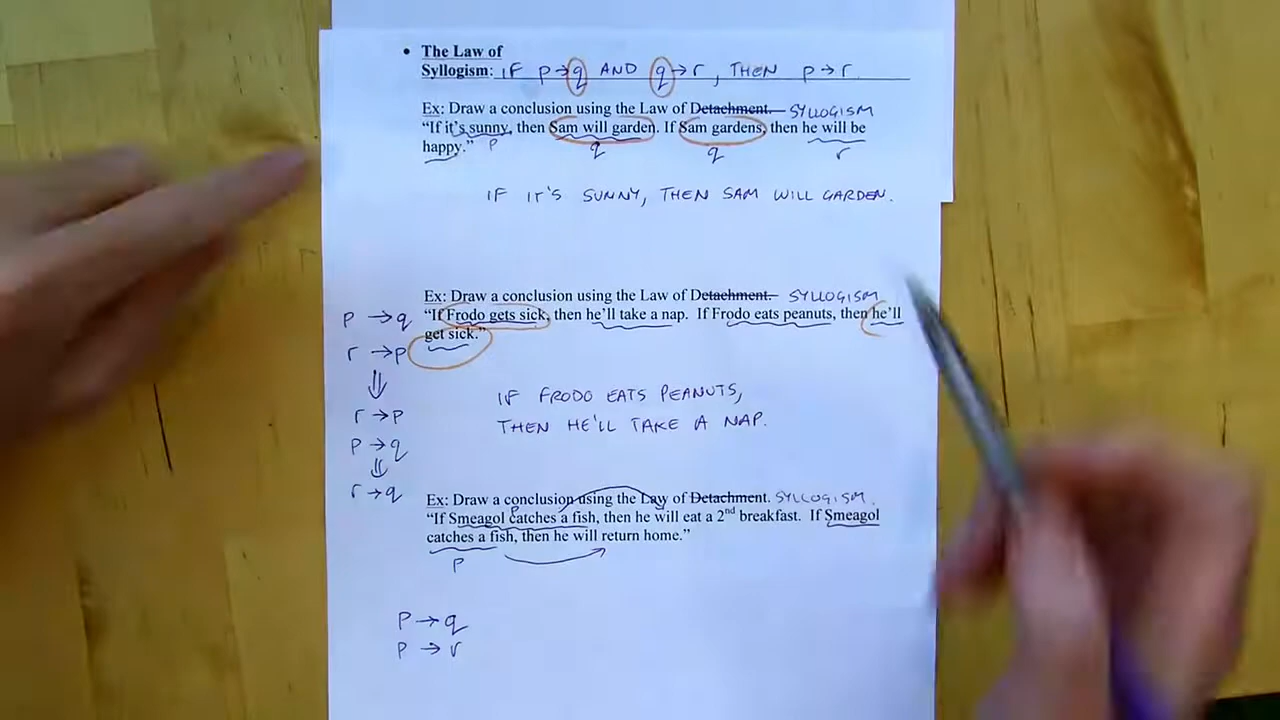 • The Law of
Syllogism: IF p→q AND q→r, THEN p→r
Ex: Draw a conclusion using the Law of Detachment. SYLLOGISM
“If it’s sunny, then Sam will garden. If Sam gardens, then he will be
happy.” P
q q r
IF IT'S SUNNY, THEN SAM WILL GARDEN.
Ex: Draw a conclusion using the Law of Detachment. SYLLOGISM
“If Frodo gets sick, then he’ll take a nap. If Frodo eats peanuts, then he’ll
get sick.”
P → q
r → p
⇓
r → p
P → q
⇓
r → q
IF FRODO EATS PEANUTS,
THEN HE'LL TAKE A NAP.
Ex: Draw a conclusion using the Law of Detachment. SYLLOGISM.
P
“If Smeagol catches a fish, then he will eat a 2nd breakfast. If Smeagol
catches a fish, then he will return home.”
P
P → q
P → r